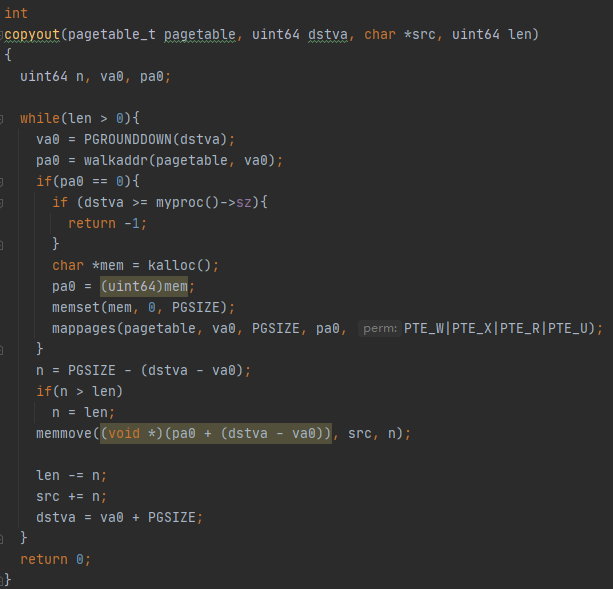 int
copyout(pagetable_t pagetable, uint64 dstva, char *src, uint64 len)
{
  uint64 n, va0, pa0;

  while(len > 0){
    va0 = PGROUNDDOWN(dstva);
    pa0 = walkaddr(pagetable, va0);
    if(pa0 == 0){
      if (dstva >= myproc()->sz){
        return -1;
      }
      char *mem = kalloc();
      pa0 = (uint64)mem;
      memset(mem, 0, PGSIZE);
      mappages(pagetable, va0, PGSIZE, pa0, perm: PTE_W|PTE_X|PTE_R|PTE_U);
    }
    n = PGSIZE - (dstva - va0);
    if(n > len)
      n = len;
    memmove((void *)(pa0 + (dstva - va0)), src, n);

    len -= n;
    src += n;
    dstva = va0 + PGSIZE;
  }
  return 0;
}